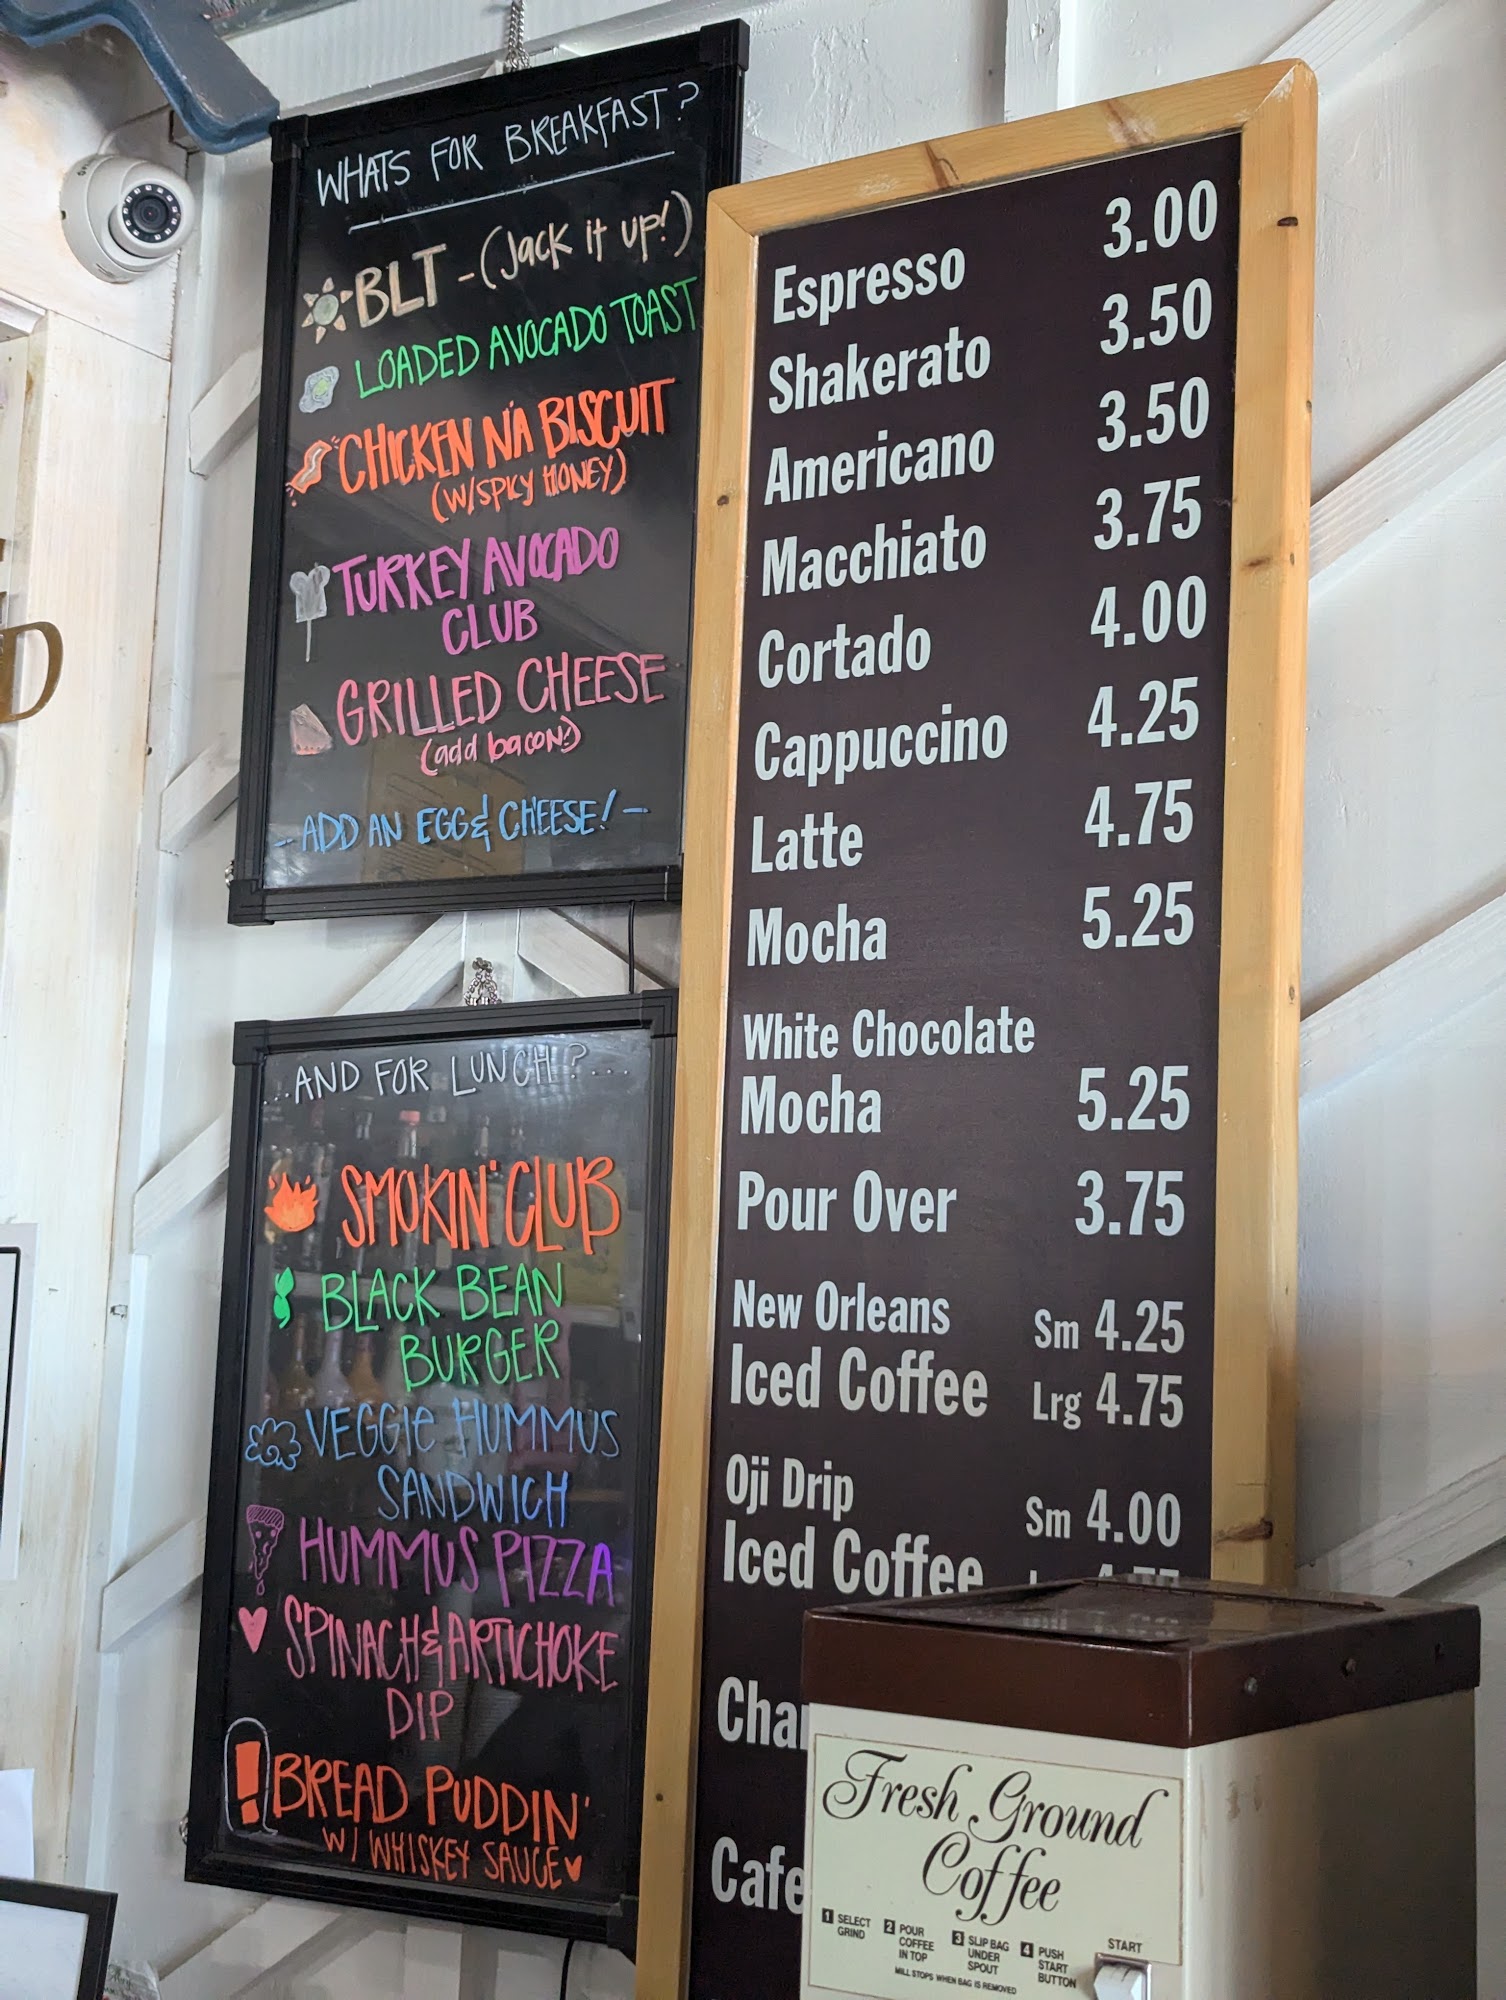 WHATS FOR BREAKFAST?
BLT - (Jack it up!)
LOADED AVOCADO TOAST
CHICKEN N'A BISCUIT
(W/SPICY HONEY)
TURKEY AVOCADO
CLUB
GRILLED CHEESE
(add bacon?)
- ADD AN EGG & CHEESE! -
...AND FOR LUNCH?...
SMOKIN' CLUB
BLACK BEAN
BURGER
VEGGIE HUMMUS
SANDWICH
HUMMUS PIZZA
SPINACH & ARTICHOKE
DIP
BREAD PUDDIN'
W/ WHISKEY SAUCE
Espresso 3.00
Shakerato 3.50
Americano 3.50
Macchiato 3.75
Cortado 4.00
Cappuccino 4.25
Latte 4.75
Mocha 5.25
White Chocolate
Mocha 5.25
Pour Over 3.75
New Orleans Sm 4.25
Iced Coffee Lrg 4.75
Oji Drip Sm 4.00
Iced Coffee
Cafe
Fresh Ground
Coffee
1 SELECT GRIND
2 POUR COFFEE IN TOP
3 SLIP BAG UNDER SPOUT
4 PUSH START BUTTON
START
MILL STOPS WHEN BAG IS REMOVED